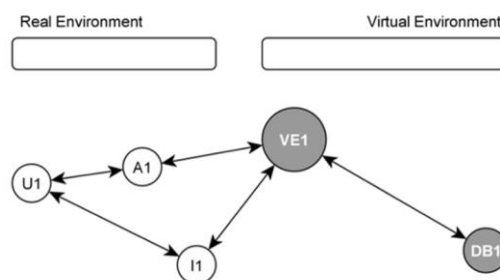 Real Environment
Virtual Environment
VE1
A1
U1
DB1
I1